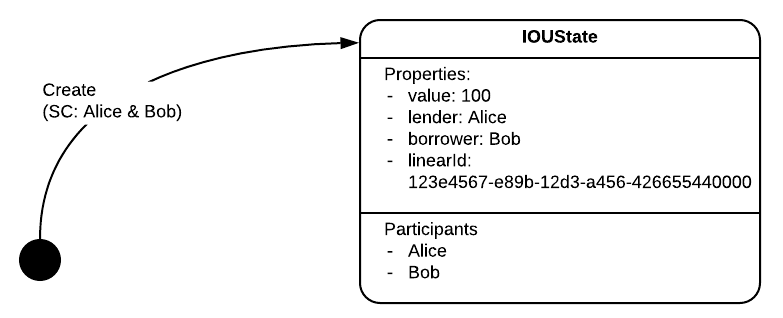 IOUState
Create
(SC: Alice & Bob)
Properties:
- value: 100
- lender: Alice
- borrower: Bob
- linearId:
123e4567-e89b-12d3-a456-426655440000
Participants
- Alice
- Bob